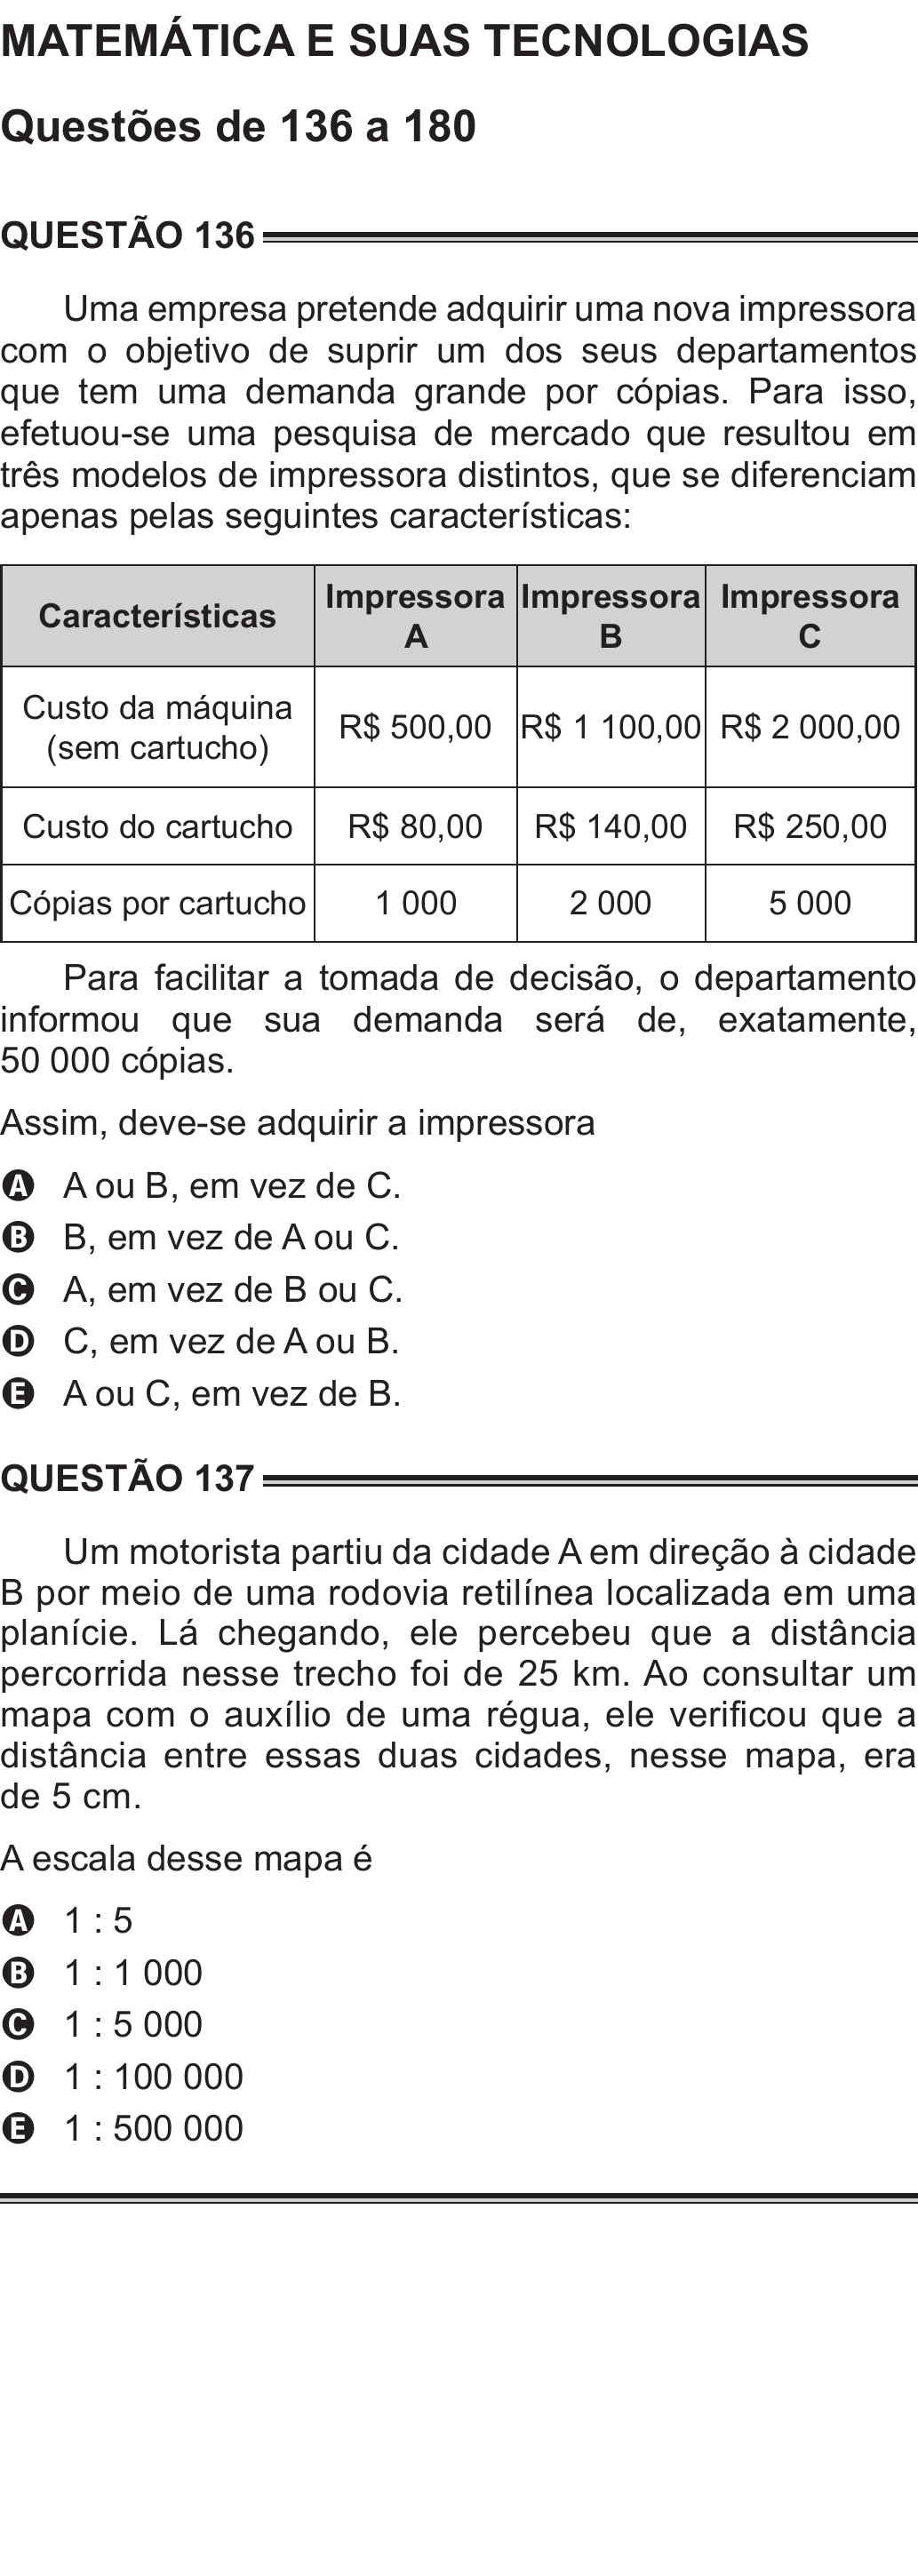 MATEMÁTICA E SUAS TECNOLOGIAS
Questões de 136 a 180
QUESTÃO 136
Uma empresa pretende adquirir uma nova impressora
com o objetivo de suprir um dos seus departamentos
que tem uma demanda grande por cópias. Para isso,
efetuou-se uma pesquisa de mercado que resultou em
três modelos de impressora distintos, que se diferenciam
apenas pelas seguintes características:
Características Impressora A Impressora B Impressora C
Custo da máquina (sem cartucho) R$ 500,00 R$ 1 100,00 R$ 2 000,00
Custo do cartucho R$ 80,00 R$ 140,00 R$ 250,00
Cópias por cartucho 1 000 2 000 5 000
Para facilitar a tomada de decisão, o departamento
informou que sua demanda será de, exatamente,
50 000 cópias.
Assim, deve-se adquirir a impressora
A A ou B, em vez de C.
B B, em vez de A ou C.
C A, em vez de B ou C.
D C, em vez de A ou B.
E A ou C, em vez de B.
QUESTÃO 137
Um motorista partiu da cidade A em direção à cidade
B por meio de uma rodovia retilínea localizada em uma
planície. Lá chegando, ele percebeu que a distância
percorrida nesse trecho foi de 25 km. Ao consultar um
mapa com o auxílio de uma régua, ele verificou que a
distância entre essas duas cidades, nesse mapa, era
de 5 cm.
A escala desse mapa é
A 1 : 5
B 1 : 1 000
C 1 : 5 000
D 1 : 100 000
E 1 : 500 000